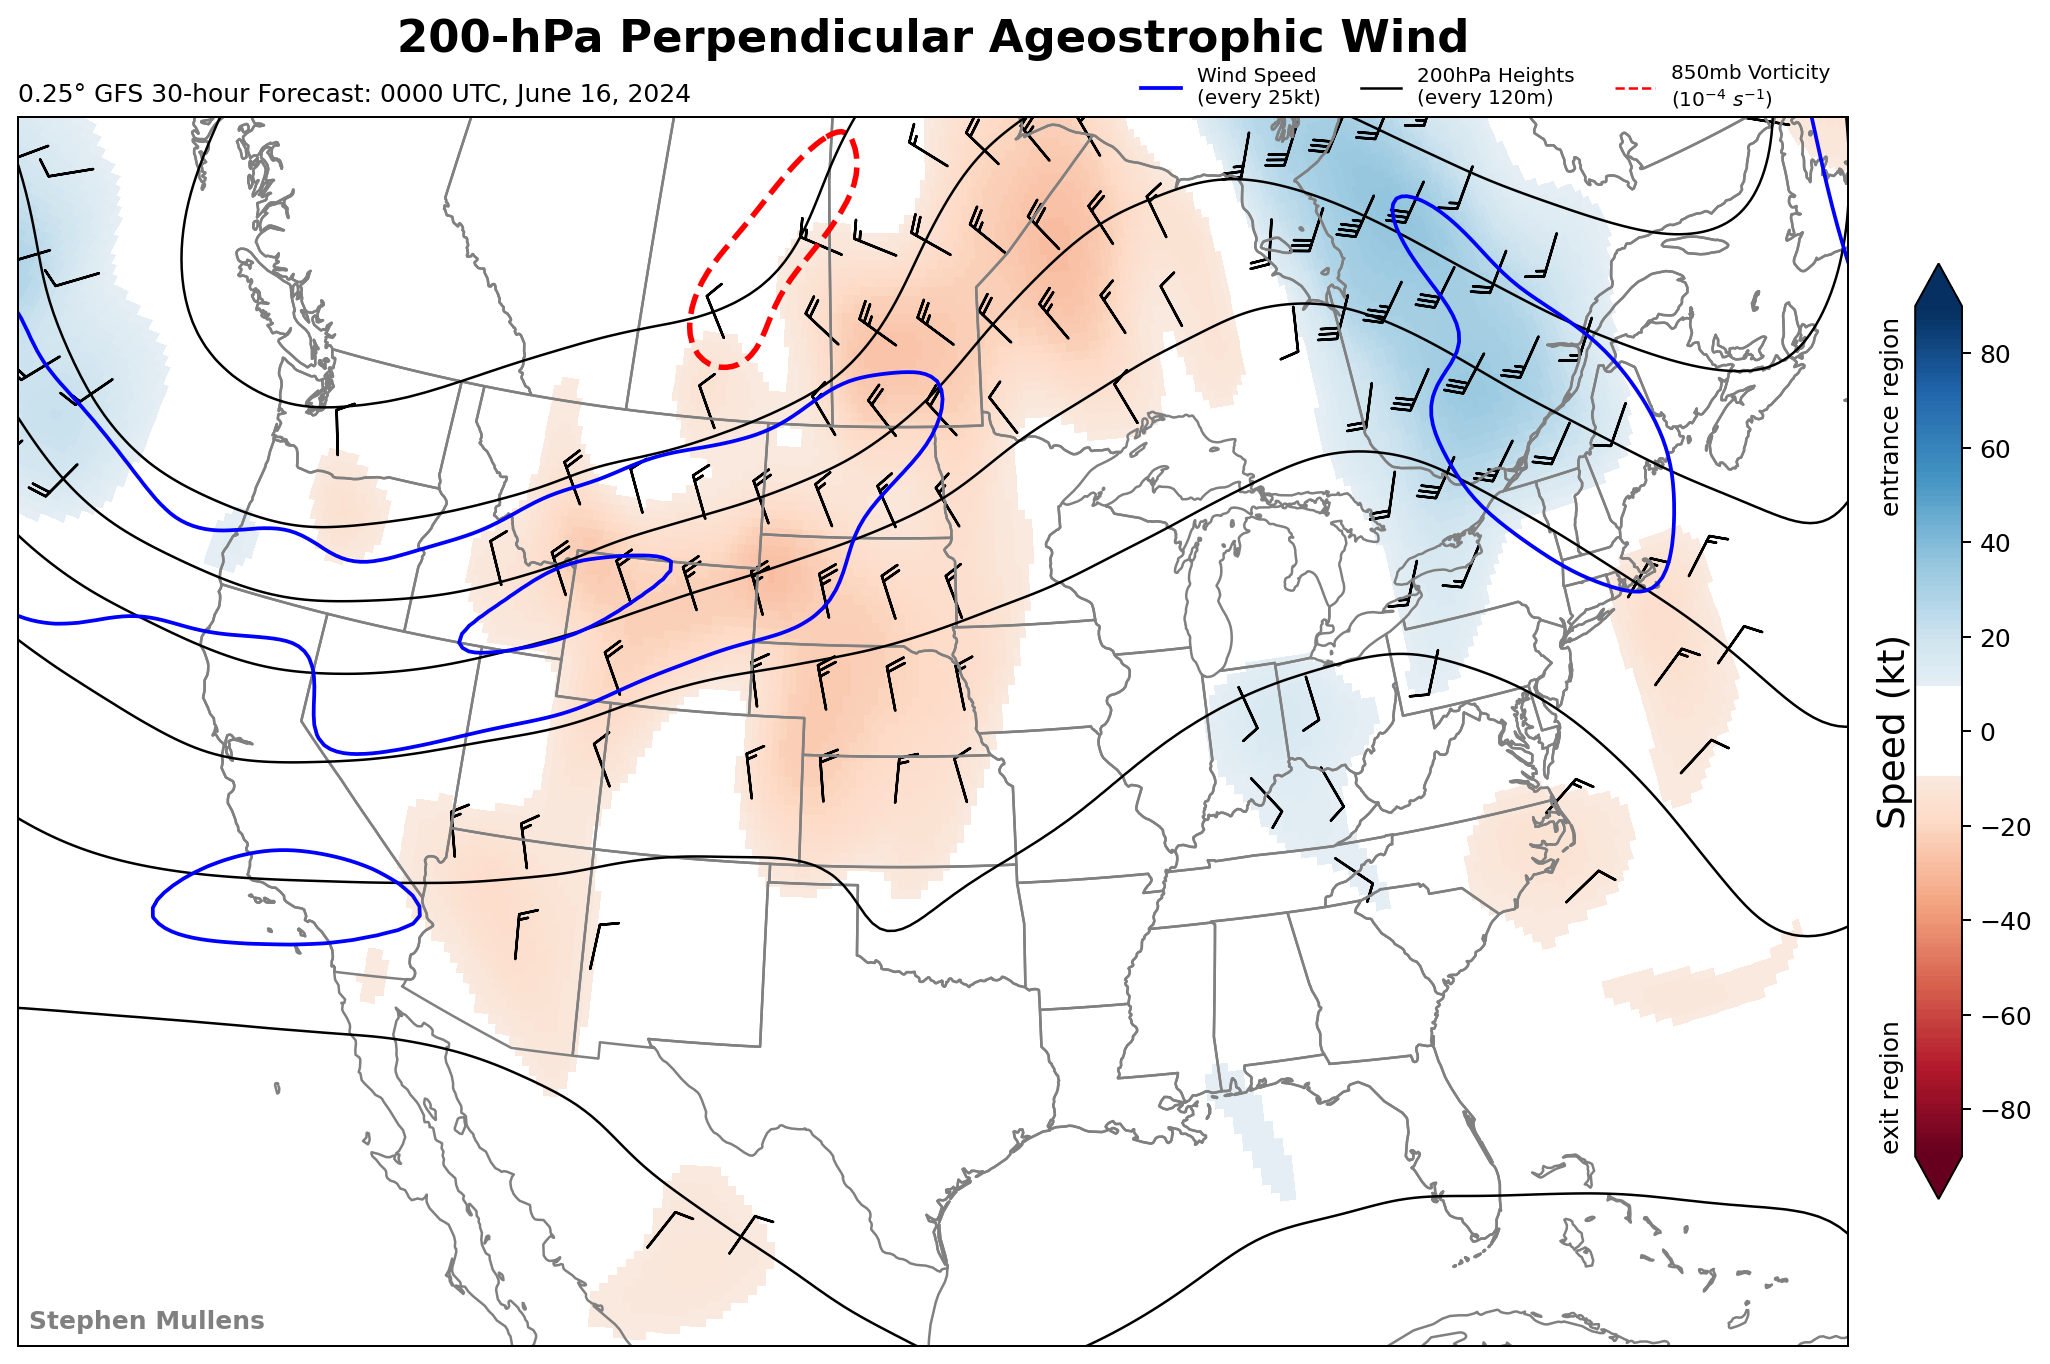 200-hPa Perpendicular Ageostrophic Wind
0.25° GFS 30-hour Forecast: 0000 UTC, June 16, 2024
Wind Speed
(every 25kt)
200hPa Heights
(every 120m)
850mb Vorticity
(10⁻⁴ s⁻¹)
entrance region
Speed (kt)
exit region
80
60
40
20
0
−20
−40
−60
−80
Stephen Mullens